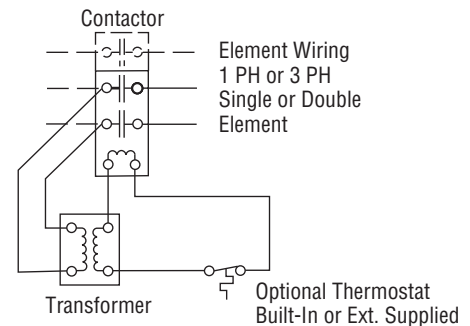 Contactor
Element Wiring
1 PH or 3 PH
Single or Double
Element
Transformer
Optional Thermostat
Built-In or Ext. Supplied